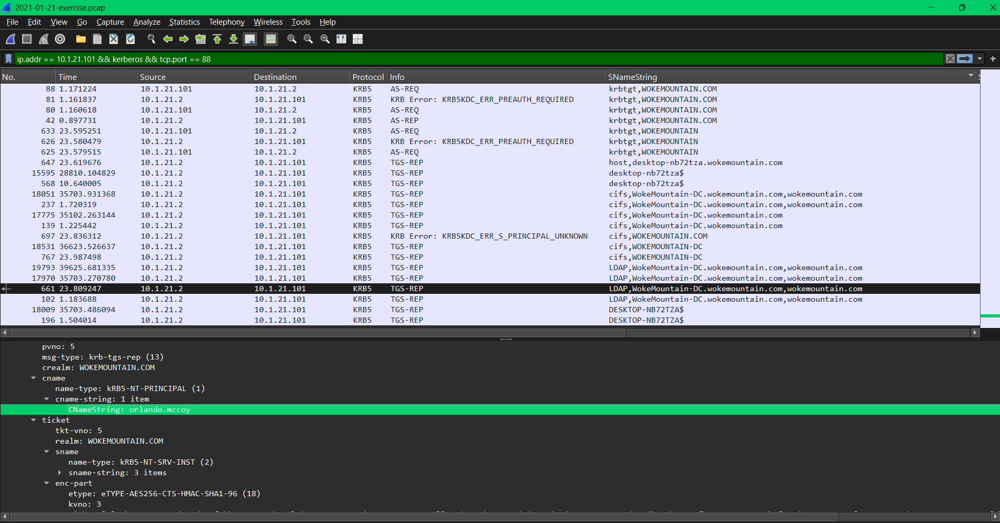 2021-01-21-exercise.pcap
File Edit View Go Capture Analyze Statistics Telephony Wireless Tools Help
ip.addr == 10.1.21.101 && kerberos && tcp.port == 88
No. Time Source Destination Protocol Info SNameString
88 1.171224 10.1.21.101 10.1.21.2 KRB5 AS-REQ krbtgt,WOKEMOUNTAIN.COM
81 1.161837 10.1.21.2 10.1.21.101 KRB5 KRB Error: KRB5KDC_ERR_PREAUTH_REQUIRED krbtgt,WOKEMOUNTAIN.COM
80 1.160618 10.1.21.101 10.1.21.2 KRB5 AS-REQ krbtgt,WOKEMOUNTAIN.COM
42 0.897731 10.1.21.2 10.1.21.101 KRB5 AS-REP krbtgt,WOKEMOUNTAIN.COM
633 23.595251 10.1.21.101 10.1.21.2 KRB5 AS-REQ krbtgt,WOKEMOUNTAIN
626 23.580479 10.1.21.2 10.1.21.101 KRB5 KRB Error: KRB5KDC_ERR_PREAUTH_REQUIRED krbtgt,WOKEMOUNTAIN
625 23.579515 10.1.21.101 10.1.21.2 KRB5 AS-REQ krbtgt,WOKEMOUNTAIN
647 23.619676 10.1.21.2 10.1.21.101 KRB5 TGS-REP host,desktop-nb72tza.wokemountain.com
15595 28810.104829 10.1.21.2 10.1.21.101 KRB5 TGS-REP desktop-nb72tza$
568 10.640005 10.1.21.2 10.1.21.101 KRB5 TGS-REP desktop-nb72tza$
18051 35703.931368 10.1.21.2 10.1.21.101 KRB5 TGS-REP cifs,WokeMountain-DC.wokemountain.com,wokemountain.com
237 1.720319 10.1.21.2 10.1.21.101 KRB5 TGS-REP cifs,WokeMountain-DC.wokemountain.com,wokemountain.com
17775 35102.263144 10.1.21.2 10.1.21.101 KRB5 TGS-REP cifs,WokeMountain-DC.wokemountain.com
139 1.225442 10.1.21.2 10.1.21.101 KRB5 TGS-REP cifs,WokeMountain-DC.wokemountain.com
697 23.836312 10.1.21.2 10.1.21.101 KRB5 KRB Error: KRB5KDC_ERR_S_PRINCIPAL_UNKNOWN cifs,WOKEMOUNTAIN.COM
18531 36623.526637 10.1.21.2 10.1.21.101 KRB5 TGS-REP cifs,WOKEMOUNTAIN-DC
767 23.987498 10.1.21.2 10.1.21.101 KRB5 TGS-REP cifs,WOKEMOUNTAIN-DC
19793 39625.681335 10.1.21.2 10.1.21.101 KRB5 TGS-REP LDAP,WokeMountain-DC.wokemountain.com,wokemountain.com
17970 35703.270780 10.1.21.2 10.1.21.101 KRB5 TGS-REP LDAP,WokeMountain-DC.wokemountain.com,wokemountain.com
661 23.809247 10.1.21.2 10.1.21.101 KRB5 TGS-REP LDAP,WokeMountain-DC.wokemountain.com,wokemountain.com
102 1.183688 10.1.21.2 10.1.21.101 KRB5 TGS-REP LDAP,WokeMountain-DC.wokemountain.com,wokemountain.com
18009 35703.486094 10.1.21.2 10.1.21.101 KRB5 TGS-REP DESKTOP-NB72TZA$
196 1.504014 10.1.21.2 10.1.21.101 KRB5 TGS-REP DESKTOP-NB72TZA$
pvno: 5
msg-type: krb-tgs-rep (13)
crealm: WOKEMOUNTAIN.COM
cname
name-type: kRB5-NT-PRINCIPAL (1)
cname-string: 1 item
CNameString: orlando.mccoy
ticket
tkt-vno: 5
realm: WOKEMOUNTAIN.COM
sname
name-type: kRB5-NT-SRV-INST (2)
sname-string: 3 items
enc-part
etype: eTYPE-AES256-CTS-HMAC-SHA1-96 (18)
kvno: 3